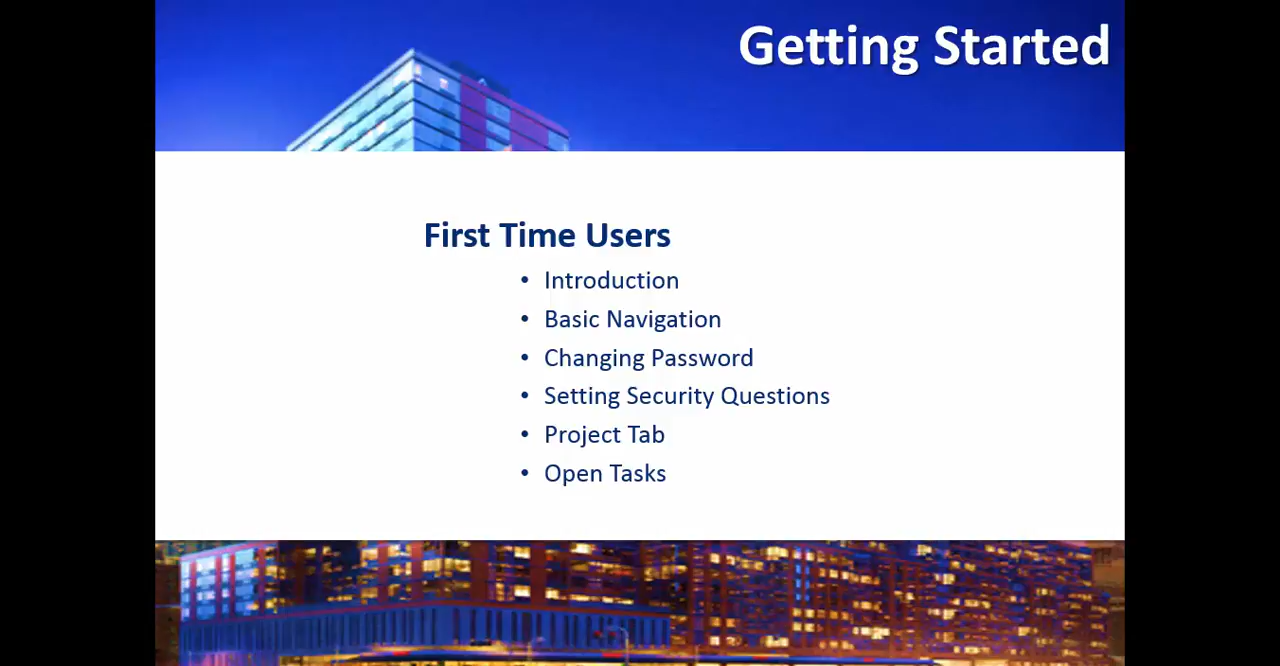 Getting Started
First Time Users
• Introduction
• Basic Navigation
• Changing Password
• Setting Security Questions
• Project Tab
• Open Tasks